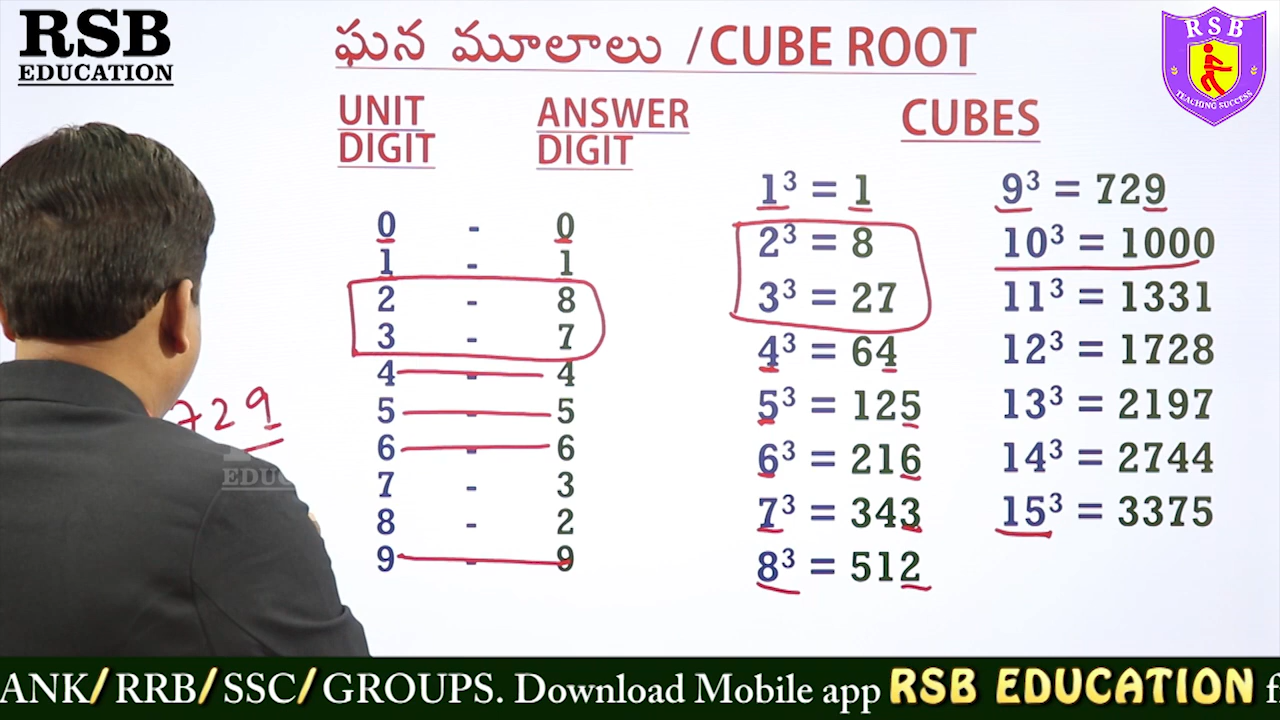 RSB
EDUCATION
ఘన మూలాలు / CUBE ROOT
RSB
TEACHING SUCCESS
UNIT
DIGIT
ANSWER
DIGIT
0 - 0
1 - 1
2 - 8
3 - 7
4 - 4
5 - 5
6 - 6
7 - 3
8 - 2
9 - 9
729
CUBES
1³ = 1
2³ = 8
3³ = 27
4³ = 64
5³ = 125
6³ = 216
7³ = 343
8³ = 512
9³ = 729
10³ = 1000
11³ = 1331
12³ = 1728
13³ = 2197
14³ = 2744
15³ = 3375
ANK/ RRB/ SSC/ GROUPS. Download Mobile app RSB EDUCATION f